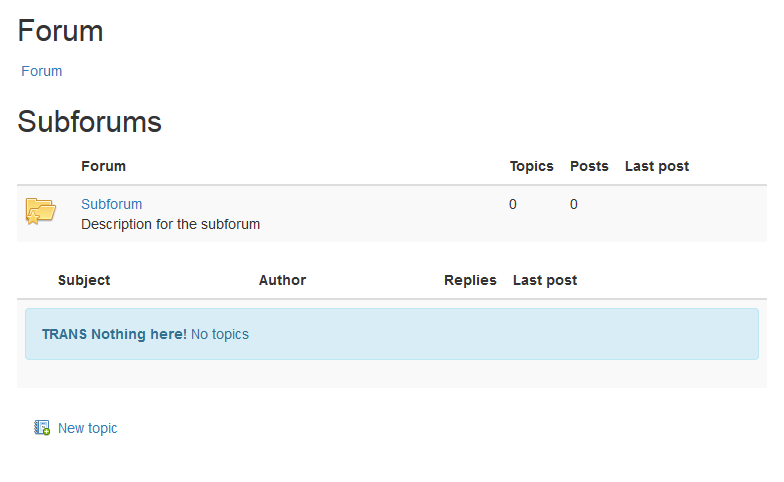 Forum
Forum
Subforums
Forum Topics Posts Last post
Subforum 0 0
Description for the subforum
Subject Author Replies Last post
TRANS Nothing here! No topics
New topic